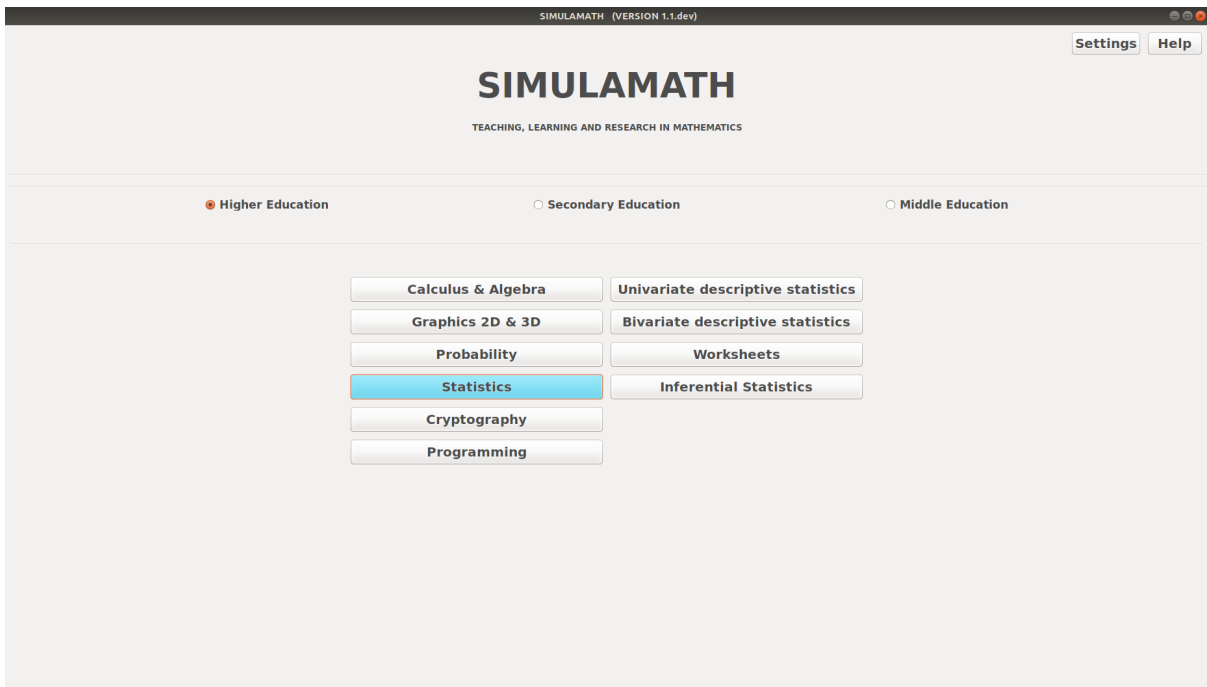 SIMULAMATH (VERSION 1.1.dev)
Settings Help
SIMULAMATH
TEACHING, LEARNING AND RESEARCH IN MATHEMATICS
Higher Education Secondary Education Middle Education
Calculus & Algebra Univariate descriptive statistics
Graphics 2D & 3D Bivariate descriptive statistics
Probability Worksheets
Statistics Inferential Statistics
Cryptography
Programming